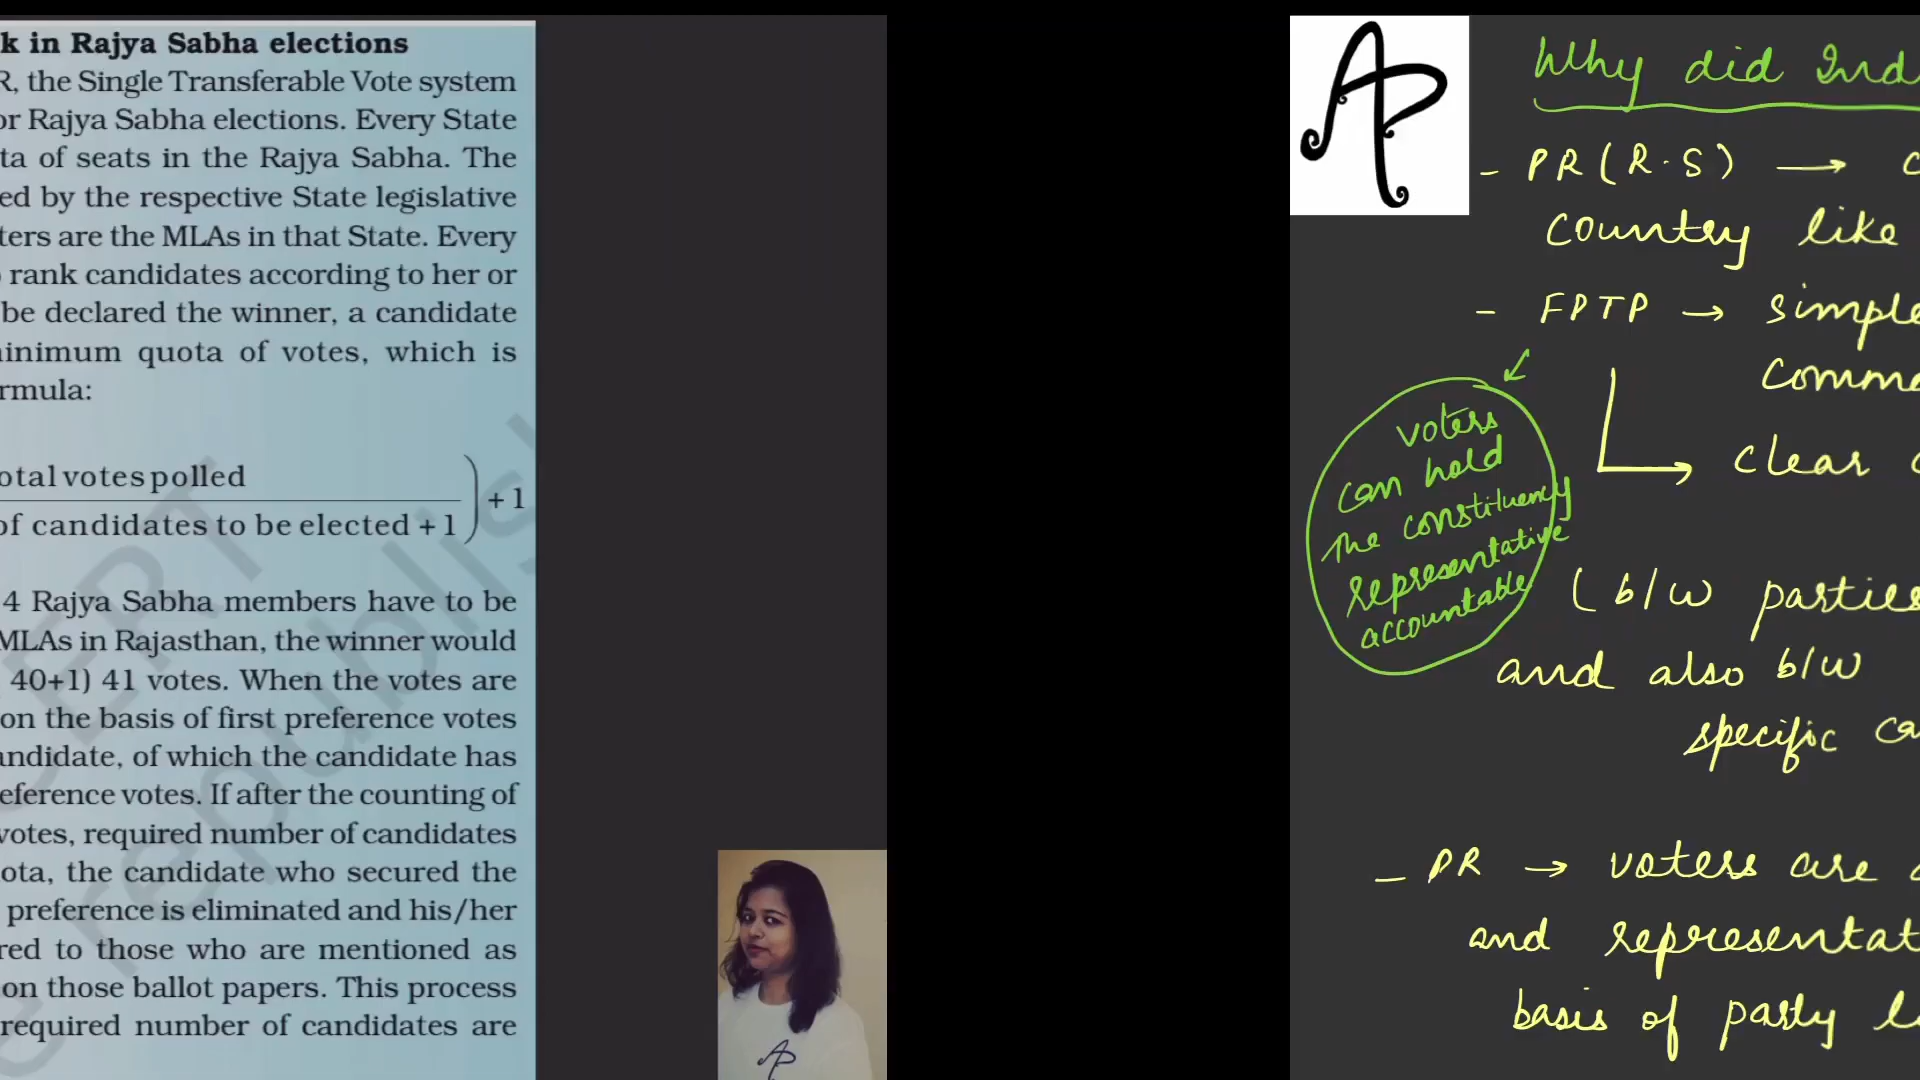 k in Rajya Sabha elections
R, the Single Transferable Vote system
or Rajya Sabha elections. Every State
ta of seats in the Rajya Sabha. The
ed by the respective State legislative
ters are the MLAs in that State. Every
rank candidates according to her or
be declared the winner, a candidate
inimum quota of votes, which is
rmula:
otal votes polled
of candidates to be elected + 1
+ 1
4 Rajya Sabha members have to be
MLAs in Rajasthan, the winner would
40+1) 41 votes. When the votes are
on the basis of first preference votes
andidate, of which the candidate has
eference votes. If after the counting of
votes, required number of candidates
ota, the candidate who secured the
preference is eliminated and his/her
red to those who are mentioned as
on those ballot papers. This process
required number of candidates are
AP
AP
Why did Ind
- PR (R.S) → c
country like
- FPTP → simple
comm
clear c
voters
can hold
the constituency
representative
accountable
( b/w parties
and also b/w
specific ca
- PR → voters are
and representat
basis of party l